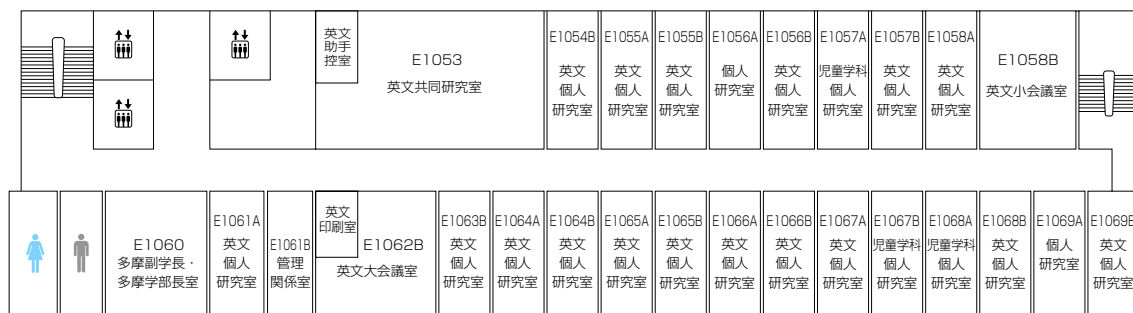 英文
助手
控室
E1053
英文共同研究室
E1054B
英文
個人
研究室
E1055A
英文
個人
研究室
E1055B
英文
個人
研究室
E1056A
個人
研究室
E1056B
英文
個人
研究室
E1057A
児童学科
個人
研究室
E1057B
英文
個人
研究室
E1058A
英文
個人
研究室
E1058B
英文小会議室
E1060
多摩副学長・
多摩学部長室
E1061A
英文
個人
研究室
E1061B
管理
関係室
英文
印刷室
E1062B
英文大会議室
E1063B
英文
個人
研究室
E1064A
英文
個人
研究室
E1064B
英文
個人
研究室
E1065A
英文
個人
研究室
E1065B
英文
個人
研究室
E1066A
英文
個人
研究室
E1066B
英文
個人
研究室
E1067A
英文
個人
研究室
E1067B
児童学科
個人
研究室
E1068A
児童学科
個人
研究室
E1068B
英文
個人
研究室
E1069A
個人
研究室
E1069B
英文
個人
研究室